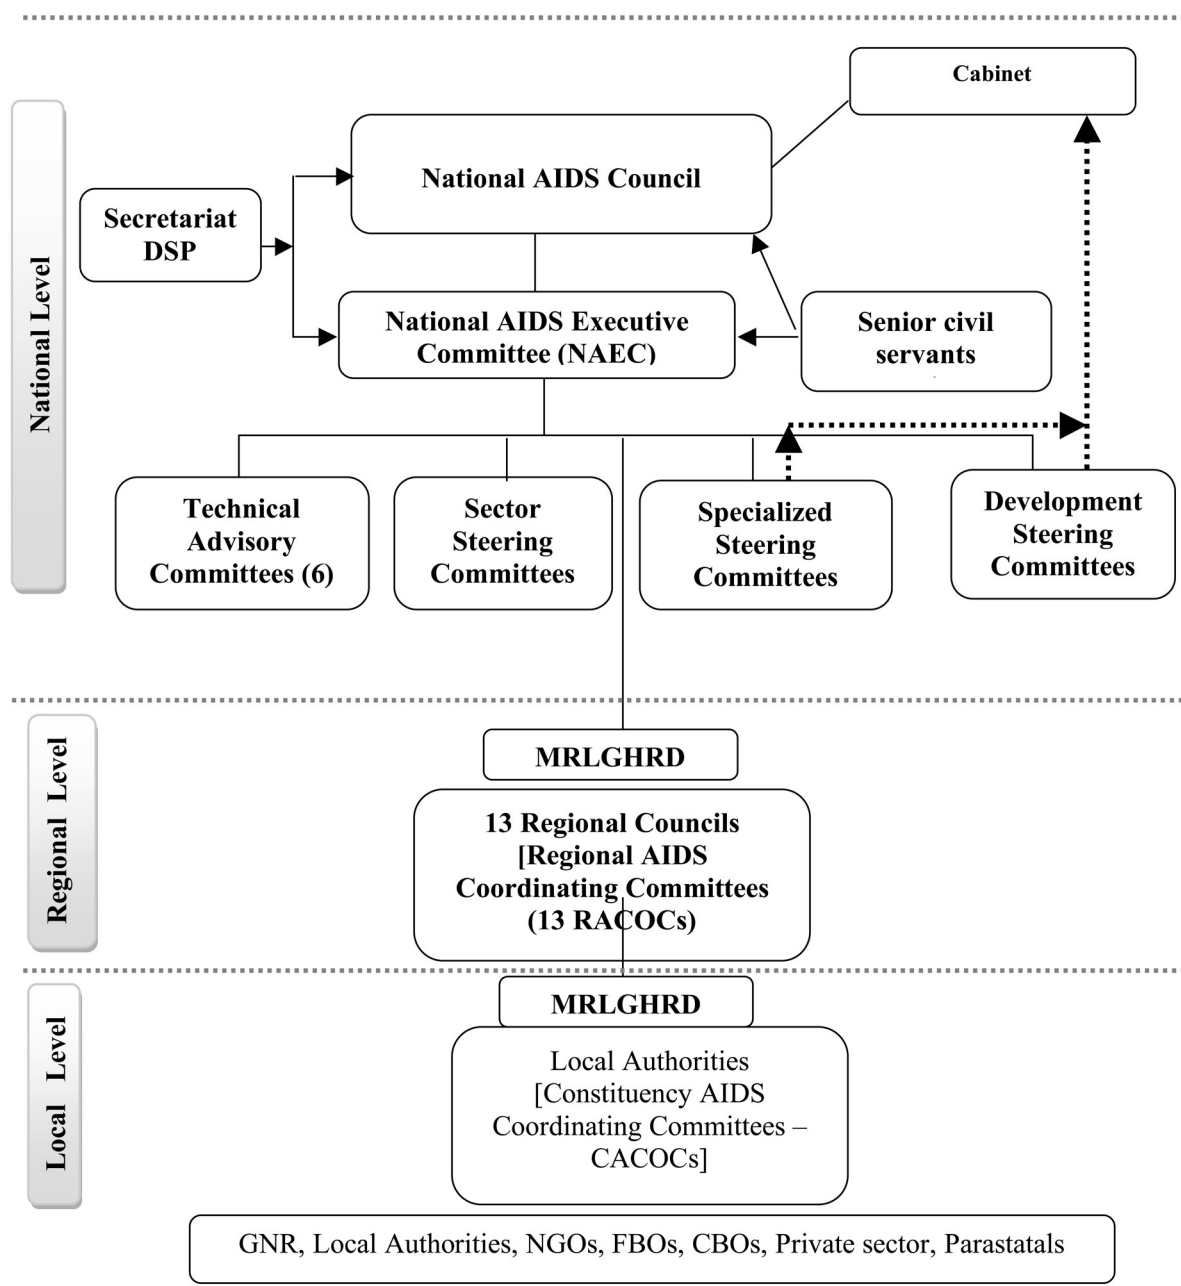 Cabinet
National AIDS Council
Secretariat
DSP
National Level
National AIDS Executive
Committee (NAEC)
Senior civil
servants
Technical
Advisory
Committees (6)
Sector
Steering
Committees
Specialized
Steering
Committees
Development
Steering
Committees
Regional Level
MRLGHRD
13 Regional Councils
[Regional AIDS
Coordinating Committees
(13 RACOCs)
Local Level
MRLGHRD
Local Authorities
[Constituency AIDS
Coordinating Committees –
CACOCs]
GNR, Local Authorities, NGOs, FBOs, CBOs, Private sector, Parastatals